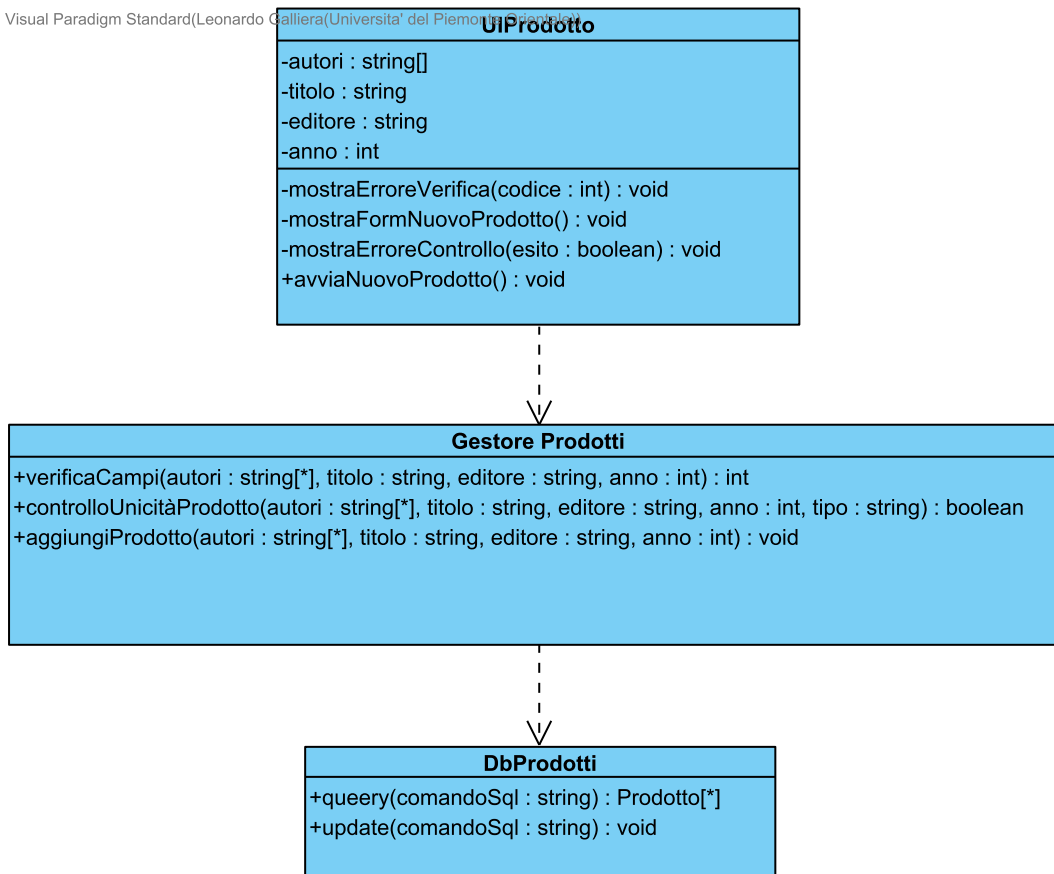 Visual Paradigm Standard(Leonardo Galliera(Universita' del Piemonte Orientale))
UIProdotto
-autori : string[]
-titolo : string
-editore : string
-anno : int
-mostraErroreVerifica(codice : int) : void
-mostraFormNuovoProdotto() : void
-mostraErroreControllo(esito : boolean) : void
+avviaNuovoProdotto() : void
Gestore Prodotti
+verificaCampi(autori : string[*], titolo : string, editore : string, anno : int) : int
+controlloUnicitàProdotto(autori : string[*], titolo : string, editore : string, anno : int, tipo : string) : boolean
+aggiungiProdotto(autori : string[*], titolo : string, editore : string, anno : int) : void
DbProdotti
+queery(comandoSql : string) : Prodotto[*]
+update(comandoSql : string) : void